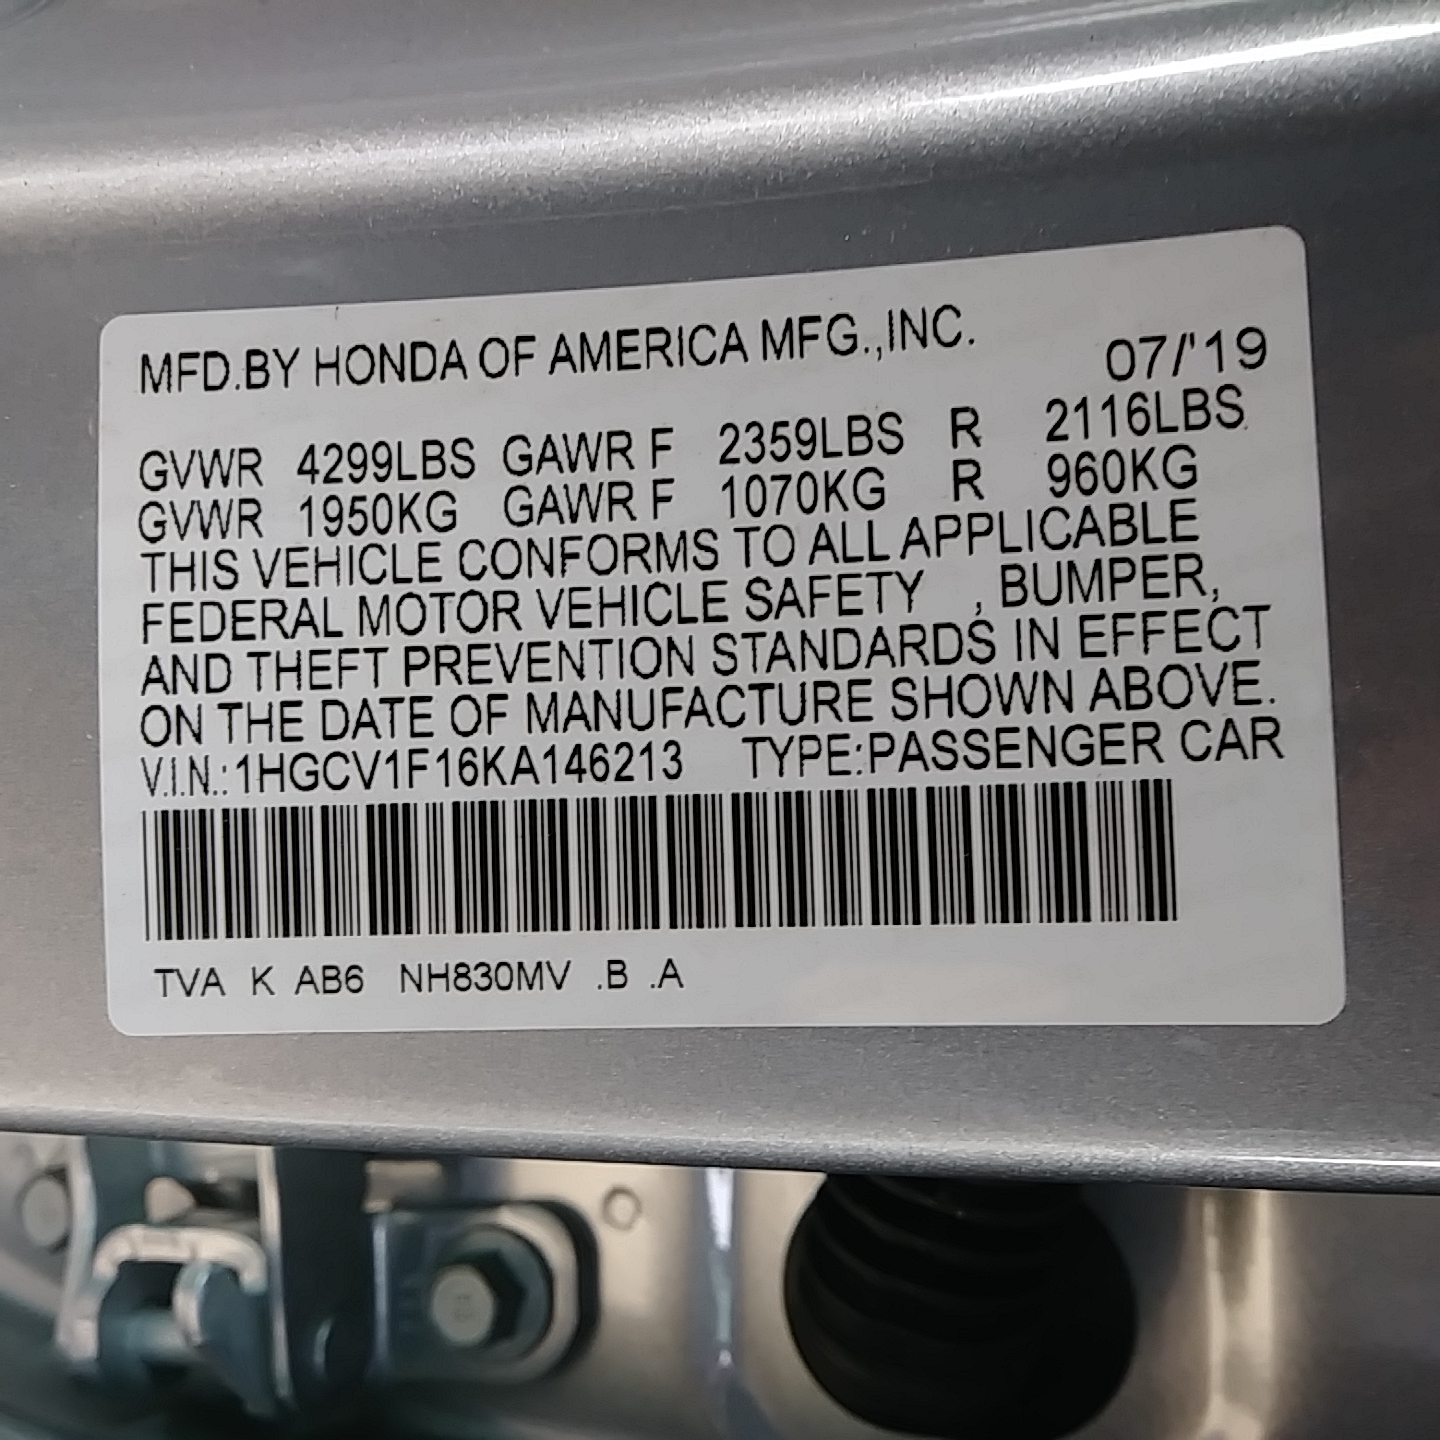 MFD.BY HONDA OF AMERICA MFG.,INC. 07/'19
GVWR 4299LBS GAWR F 2359LBS R 2116LBS
GVWR 1950KG GAWR F 1070KG R 960KG
THIS VEHICLE CONFORMS TO ALL APPLICABLE
FEDERAL MOTOR VEHICLE SAFETY , BUMPER,
AND THEFT PREVENTION STANDARDS IN EFFECT
ON THE DATE OF MANUFACTURE SHOWN ABOVE.
V.I.N.:1HGCV1F16KA146213 TYPE:PASSENGER CAR
TVA K AB6 NH830MV .B .A